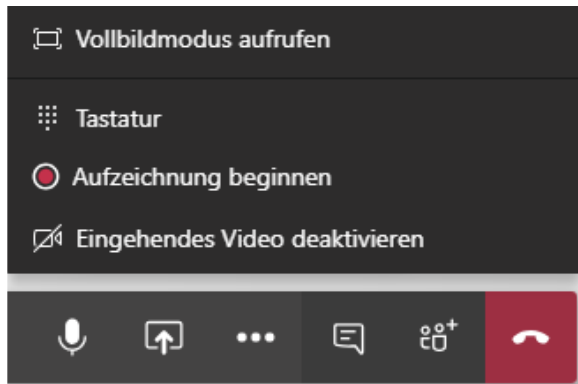 Vollbildmodus aufrufen
Tastatur
Aufzeichnung beginnen
Eingehendes Video deaktivieren